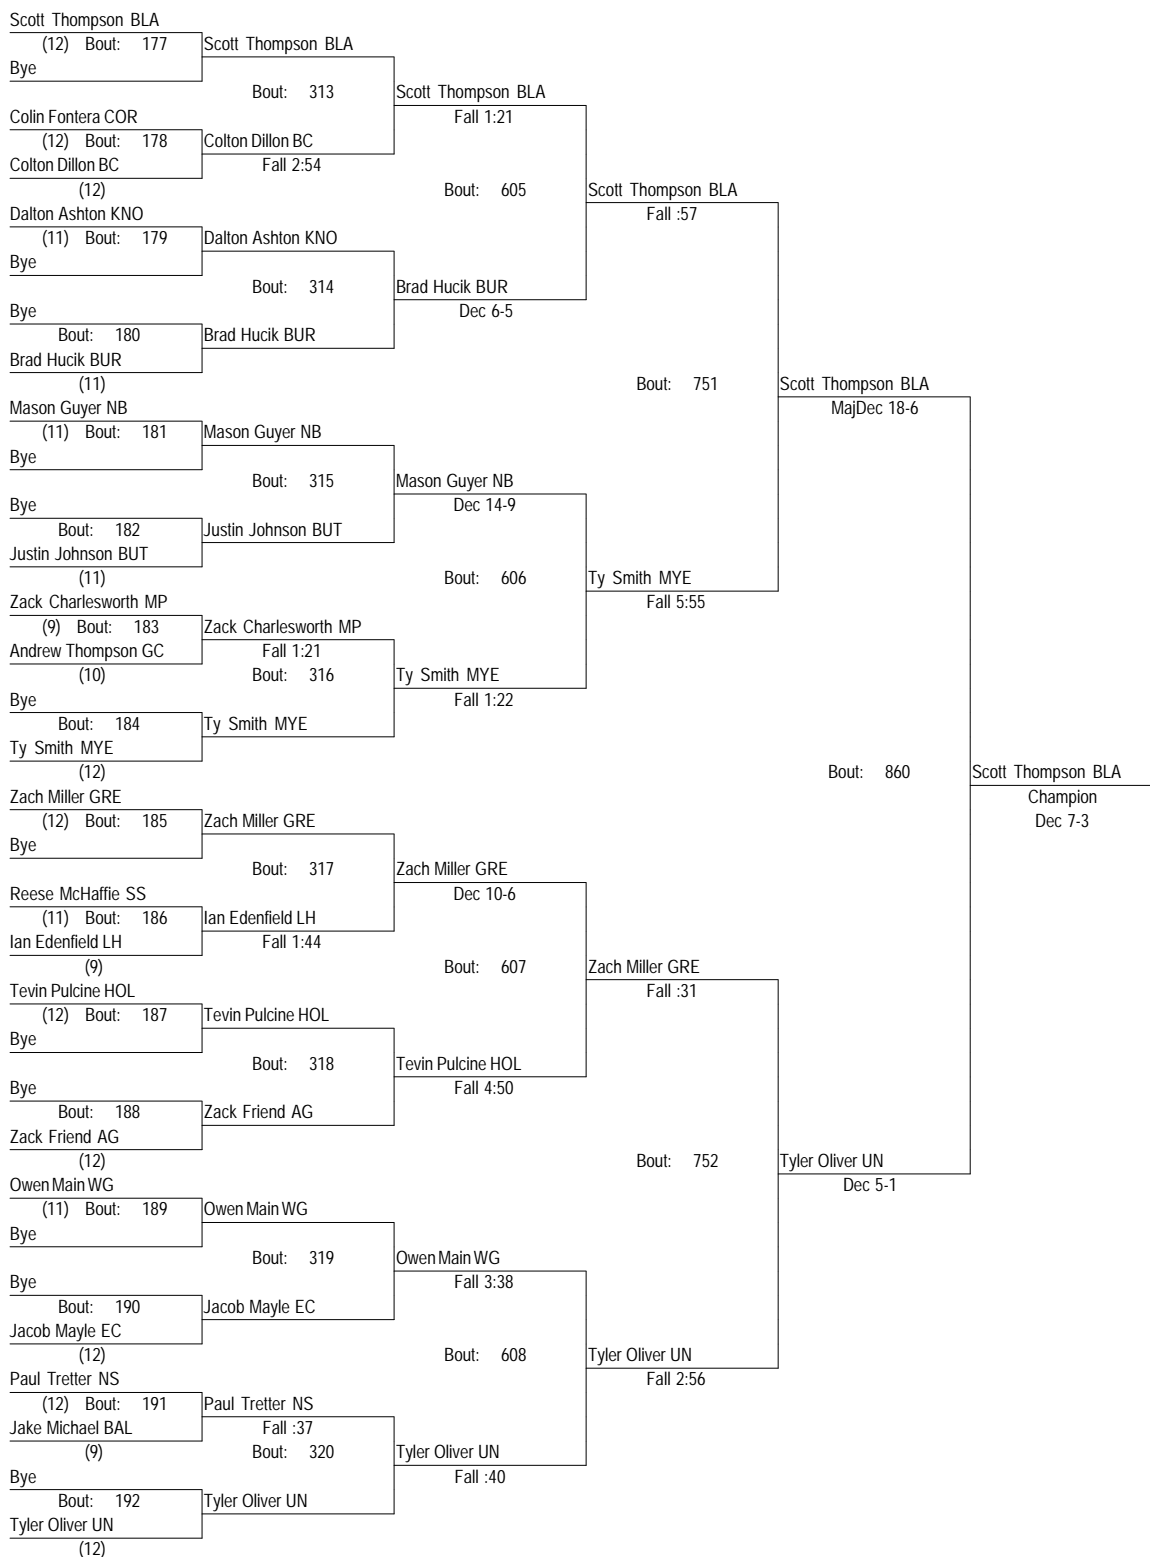 Scott Thompson BLA
(12) Bout: 177 Scott Thompson BLA
Bye
Bout: 313 Scott Thompson BLA
Colin Fontera COR Fall 1:21
(12) Bout: 178 Colton Dillon BC
Colton Dillon BC Fall 2:54
(12) Bout: 605 Scott Thompson BLA
Dalton Ashton KNO Fall :57
(11) Bout: 179 Dalton Ashton KNO
Bye
Bout: 314 Brad Hucik BUR
Bye Dec 6-5
Bout: 180 Brad Hucik BUR
Brad Hucik BUR
(11) Bout: 751 Scott Thompson BLA
Mason Guyer NB MajDec 18-6
(11) Bout: 181 Mason Guyer NB
Bye
Bout: 315 Mason Guyer NB
Bye Dec 14-9
Bout: 182 Justin Johnson BUT
Justin Johnson BUT
(11) Bout: 606 Ty Smith MYE
Zack Charlesworth MP Fall 5:55
(9) Bout: 183 Zack Charlesworth MP
Andrew Thompson GC Fall 1:21
(10) Bout: 316 Ty Smith MYE
Bye Fall 1:22
Bout: 184 Ty Smith MYE
Ty Smith MYE
(12) Bout: 860 Scott Thompson BLA
Zach Miller GRE Champion
(12) Bout: 185 Zach Miller GRE Dec 7-3
Bye
Bout: 317 Zach Miller GRE
Reese McHaffie SS Dec 10-6
(11) Bout: 186 Ian Edenfield LH
Ian Edenfield LH Fall 1:44
(9) Bout: 607 Zach Miller GRE
Tevin Pulcine HOL Fall :31
(12) Bout: 187 Tevin Pulcine HOL
Bye
Bout: 318 Tevin Pulcine HOL
Bye Fall 4:50
Bout: 188 Zack Friend AG
Zack Friend AG
(12) Bout: 752 Tyler Oliver UN
Owen Main WG Dec 5-1
(11) Bout: 189 Owen Main WG
Bye
Bout: 319 Owen Main WG
Bye Fall 3:38
Bout: 190 Jacob Mayle EC
Jacob Mayle EC
(12) Bout: 608 Tyler Oliver UN
Paul Tretter NS Fall 2:56
(12) Bout: 191 Paul Tretter NS
Jake Michael BAL Fall :37
(9) Bout: 320 Tyler Oliver UN
Bye Fall :40
Bout: 192 Tyler Oliver UN
Tyler Oliver UN
(12)